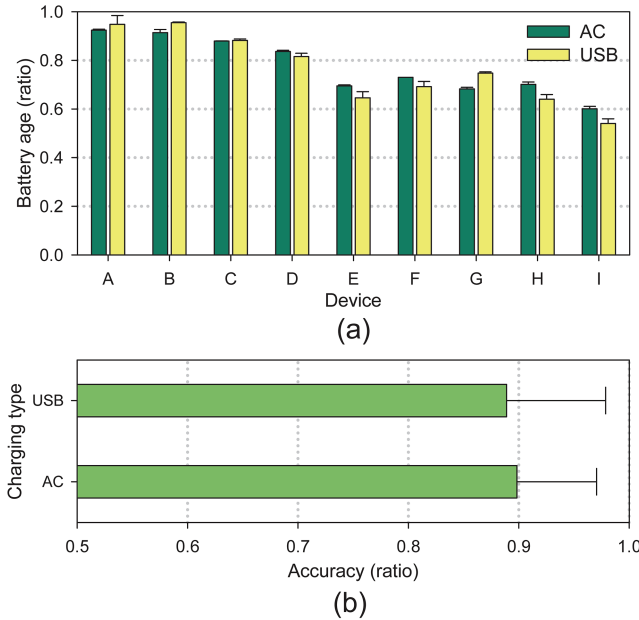 1.0
0.8
0.6
0.4
0.2
0.0
Battery age (ratio)
AC
USB
A B C D E F G H I
Device
(a)
Charging type
USB
AC
0.5 0.6 0.7 0.8 0.9 1.0
Accuracy (ratio)
(b)